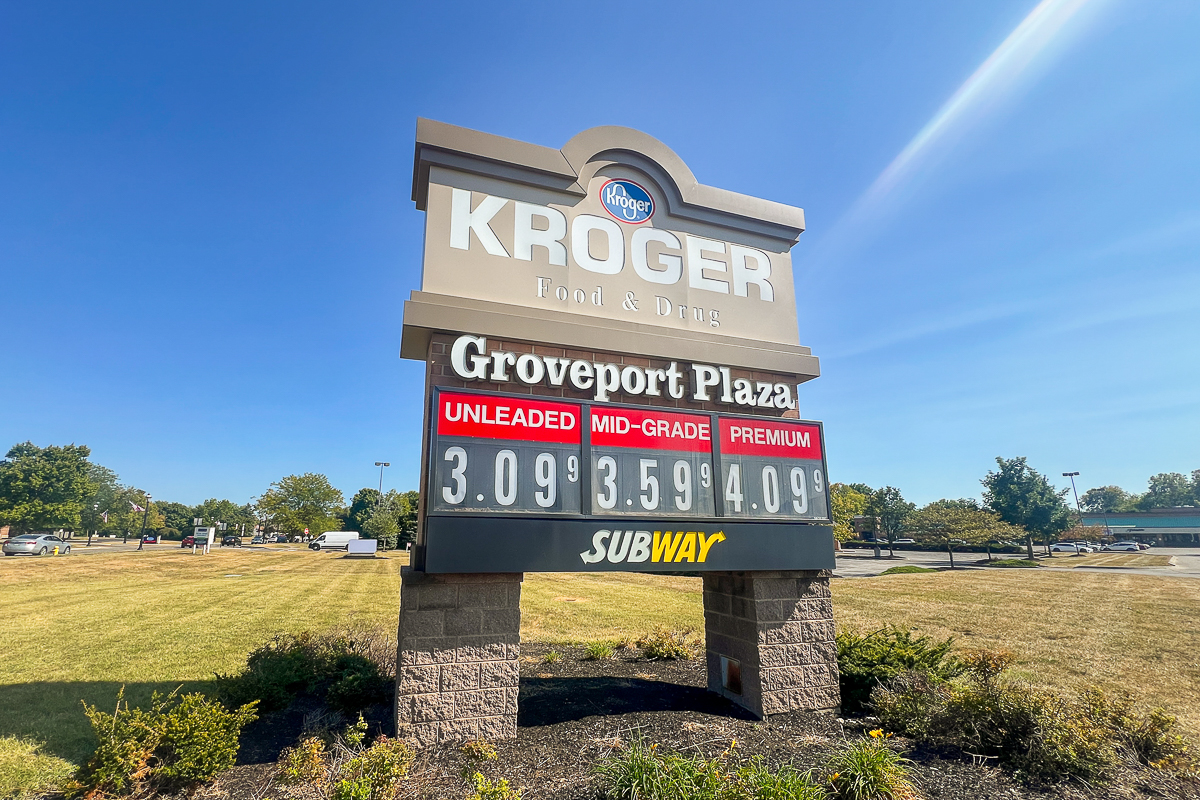 Kroger
KROGER
Food & Drug
Groveport Plaza
UNLEADED MID-GRADE PREMIUM
3.09 9 3.59 9 4.09 9
SUBWAY